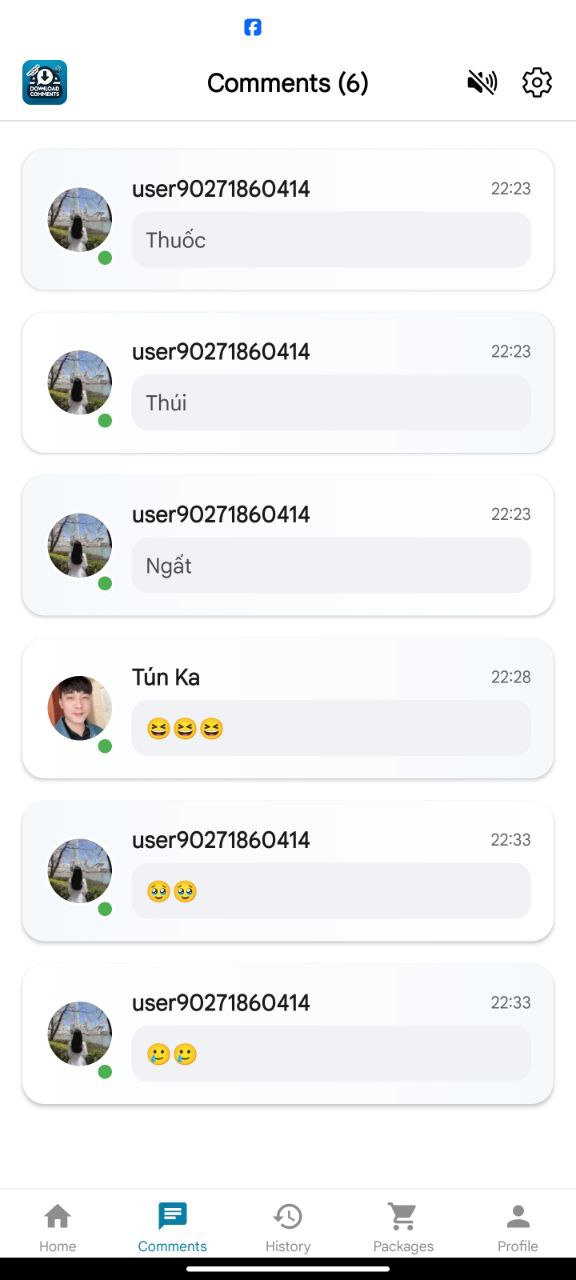 DOWNLOAD
COMMENTS
Comments (6)
user90271860414 22:23
Thuốc
user90271860414 22:23
Thúi
user90271860414 22:23
Ngất
Tún Ka 22:28
😆😆😆
user90271860414 22:33
🥹🥹
user90271860414 22:33
🥲🥲
Home Comments History Packages Profile